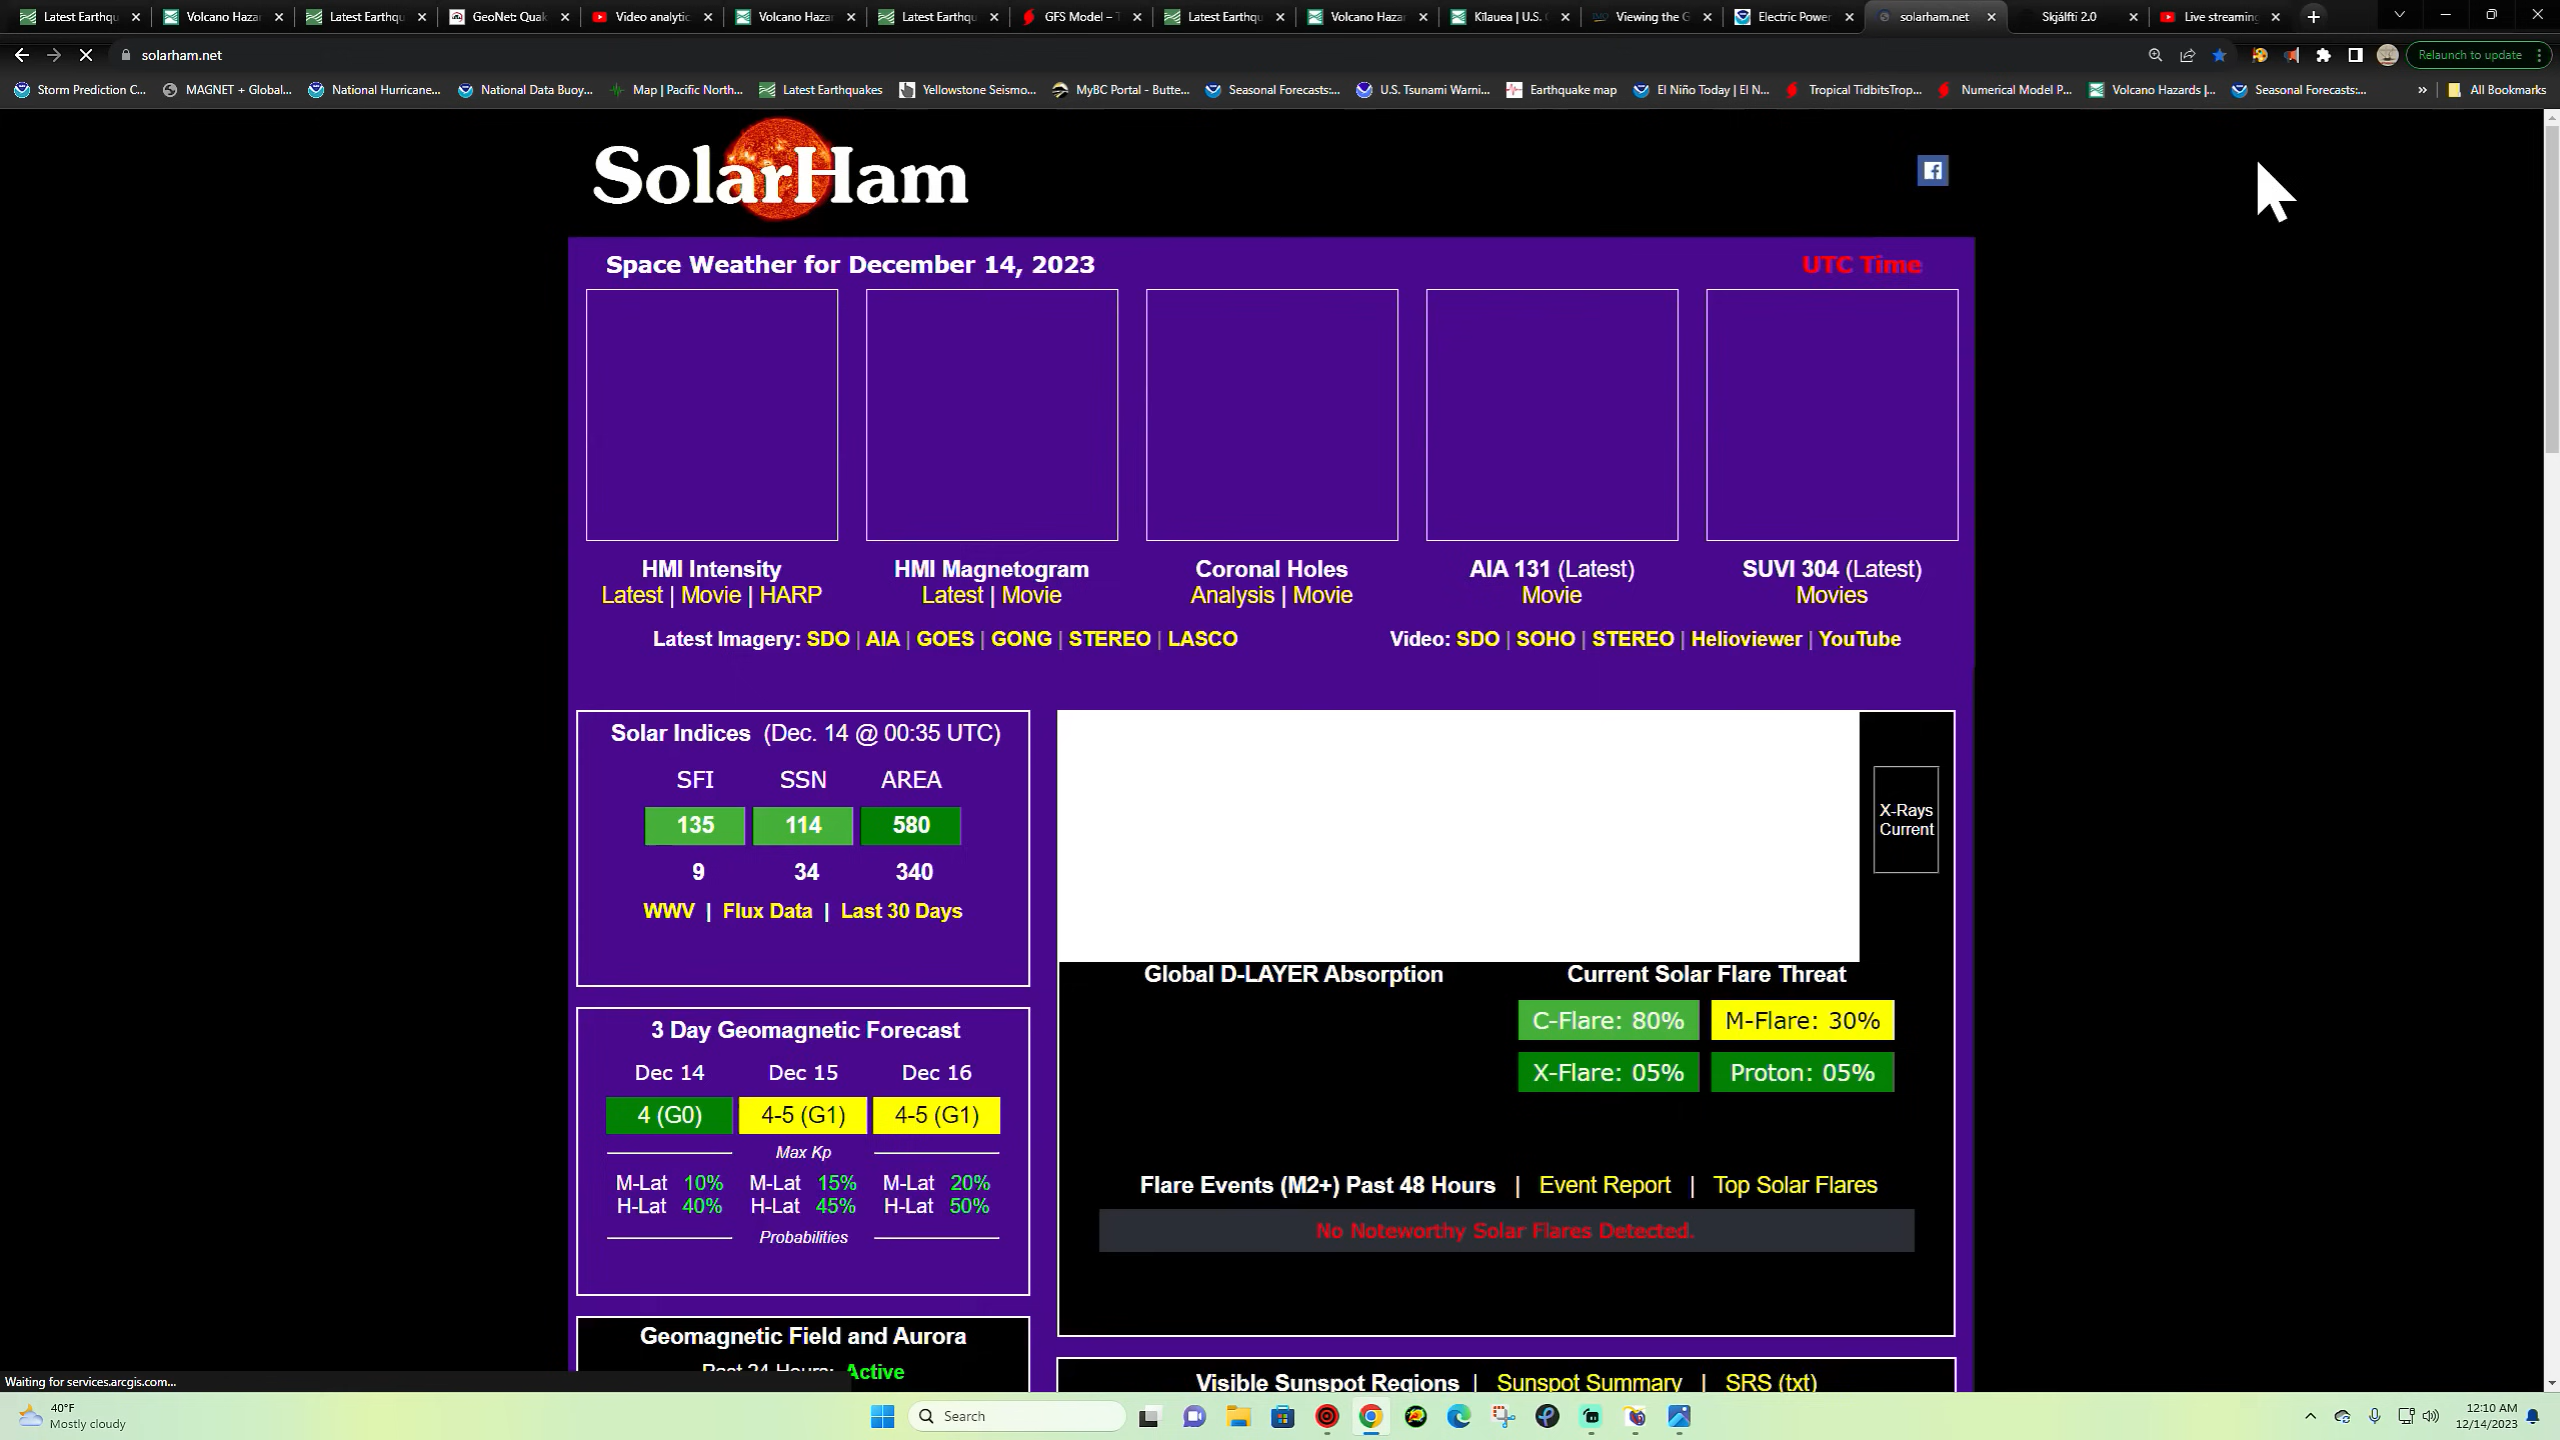 Latest Earthqu
Volcano Hazar
Latest Earthqu
GeoNet: Quak
Video analytic
Volcano Hazar
Latest Earthqu
GFS Model – T
Latest Earthqu
Volcano Hazar
Kīlauea | U.S. G
Viewing the G
Electric Power
solarham.net
Skjálfti 2.0
Live streaming
solarham.net
Relaunch to update
Storm Prediction C...
MAGNET + Global...
National Hurricane...
National Data Buoy...
Map | Pacific North...
Latest Earthquakes
Yellowstone Seismo...
MyBC Portal - Butte...
Seasonal Forecasts:...
U.S. Tsunami Warni...
Earthquake map
El Niño Today | El N...
Tropical TidbitsTrop...
Numerical Model P...
Volcano Hazards |...
Seasonal Forecasts:...
»
All Bookmarks
SolarHam
Space Weather for December 14, 2023
UTC Time
HMI Intensity
Latest | Movie | HARP
HMI Magnetogram
Latest | Movie
Coronal Holes
Analysis | Movie
AIA 131 (Latest)
Movie
SUVI 304 (Latest)
Movies
Latest Imagery: SDO | AIA | GOES | GONG | STEREO | LASCO
Video: SDO | SOHO | STEREO | Helioviewer | YouTube
Solar Indices (Dec. 14 @ 00:35 UTC)
SFI SSN AREA
135 114 580
9 34 340
WWV | Flux Data | Last 30 Days
X-Rays
Current
Global D-LAYER Absorption
Current Solar Flare Threat
C-Flare: 80% M-Flare: 30%
X-Flare: 05% Proton: 05%
3 Day Geomagnetic Forecast
Dec 14 Dec 15 Dec 16
4 (G0) 4-5 (G1) 4-5 (G1)
Max Kp
M-Lat 10% M-Lat 15% M-Lat 20%
H-Lat 40% H-Lat 45% H-Lat 50%
Probabilities
Flare Events (M2+) Past 48 Hours | Event Report | Top Solar Flares
No Noteworthy Solar Flares Detected.
Geomagnetic Field and Aurora
Past 24 Hours: Active
Visible Sunspot Regions | Sunspot Summary | SRS (txt)
Waiting for services.arcgis.com...
40°F
Mostly cloudy
Search
12:10 AM
12/14/2023